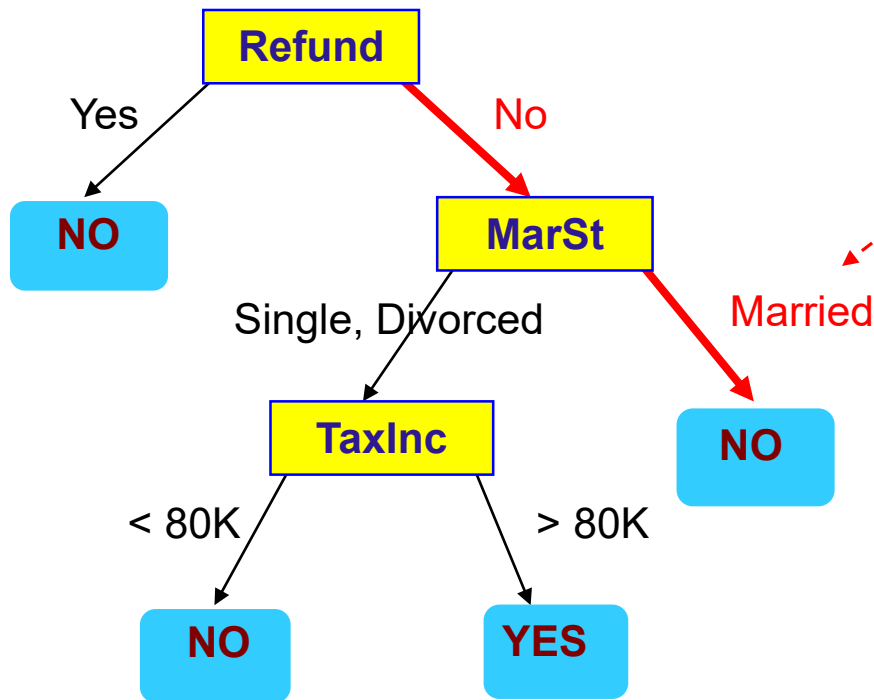 Refund
Yes
No
NO
MarSt
Single, Divorced
Married
TaxInc
NO
< 80K
> 80K
NO
YES